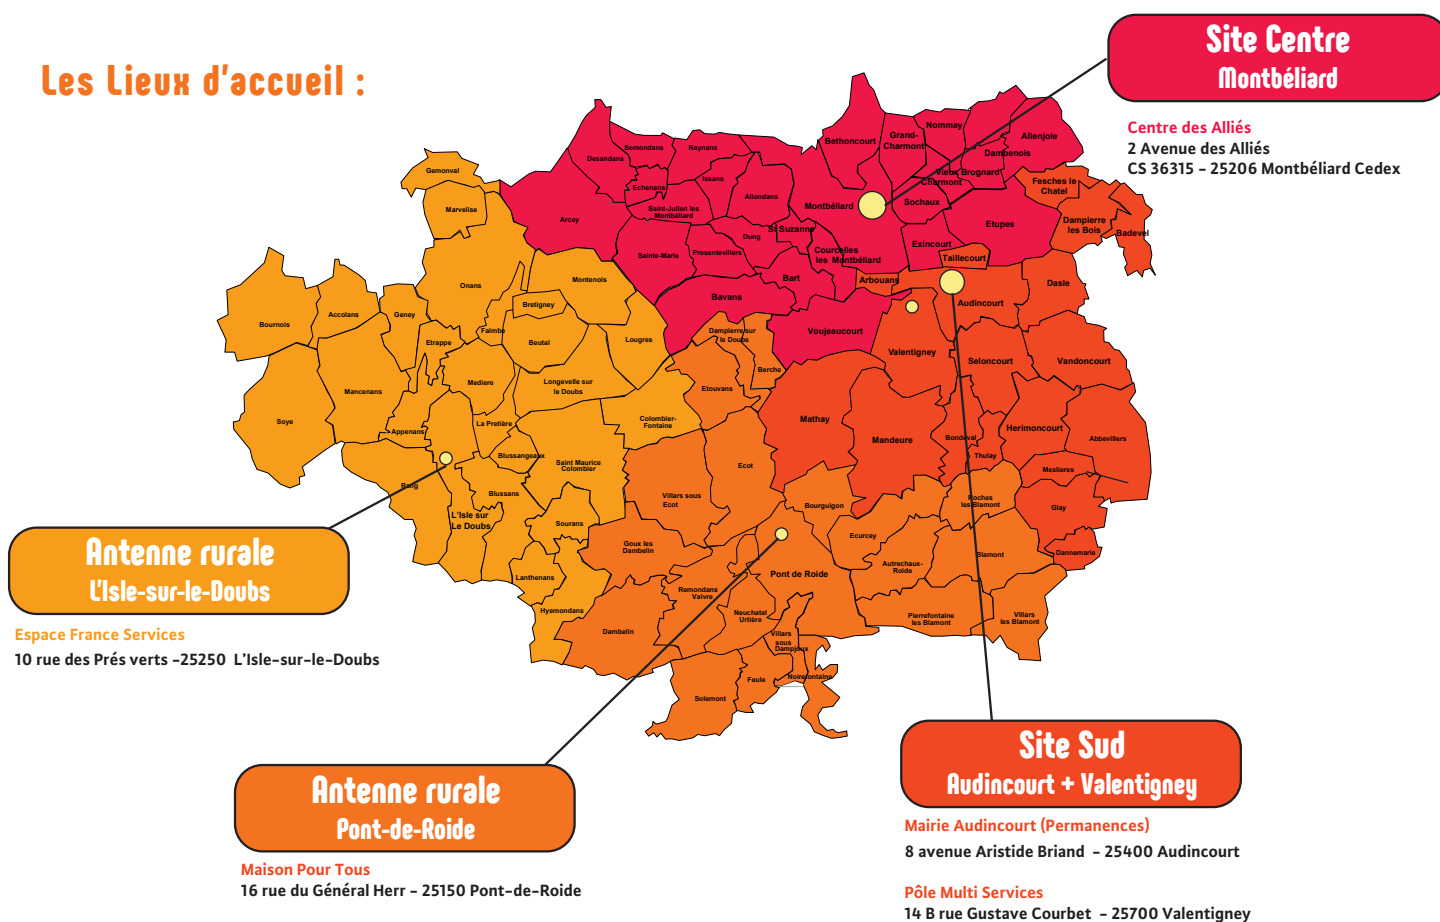 Les Lieux d'accueil :
Site Centre
Montbéliard
Centre des Alliés
2 Avenue des Alliés
CS 36315 - 25206 Montbéliard Cedex
Bethoncourt
Grand-
Charmont
Nommay
Allenjoie
Dambenois
Vieux
Charmont
Brognard
Fesches le
Chatel
Dampierre
les Bois
Badevel
Semondans
Raynans
Desandans
Issans
Echenans
Allondans
Saint-Julien les
Montbéliard
Arcey
Montbéliard
Sochaux
Etupes
Exincourt
Taillecourt
Dung
St Suzanne
Courcelles
les Montbéliard
Sainte-Marie
Presentevillers
Bart
Arbouans
Bavans
Voujeaucourt
Audincourt
Dasle
Gemonval
Marvelise
Onans
Montenois
Bretigney
Bournois
Accolans
Geney
Faimbe
Etrappe
Beutal
Lougres
Dampierre sur
le Doubs
Berche
Valentigney
Seloncourt
Vandoncourt
Mancenans
Mediere
Longevelle sur
le Doubs
Etouvans
Soye
Appenans
La Pretière
Colombier-
Fontaine
Mathay
Mandeure
Bondeval
Thulay
Herimoncourt
Abbevillers
Blussangeaux
Saint Maurice
Colombier
Ecot
Meslieres
Rang
Blussans
Villars sous
Ecot
Bourguignon
Roches
les Blamont
Glay
L'Isle sur
Le Doubs
Sourans
Goux les
Dambelin
Ecurcey
Blamont
Dannemarie
Lanthenans
Pont de Roide
Autrechaux-
Roide
Hyemondans
Remondans
Vaivre
Neuchatel
Urtière
Pierrefontaine
les Blamont
Villars
les Blamont
Dambelin
Villars
sous
Dampjoux
Feule
Noirefontaine
Solemont
Antenne rurale
L'Isle-sur-le-Doubs
Espace France Services
10 rue des Prés verts -25250 L'Isle-sur-le-Doubs
Antenne rurale
Pont-de-Roide
Maison Pour Tous
16 rue du Général Herr - 25150 Pont-de-Roide
Site Sud
Audincourt + Valentigney
Mairie Audincourt (Permanences)
8 avenue Aristide Briand - 25400 Audincourt
Pôle Multi Services
14 B rue Gustave Courbet - 25700 Valentigney